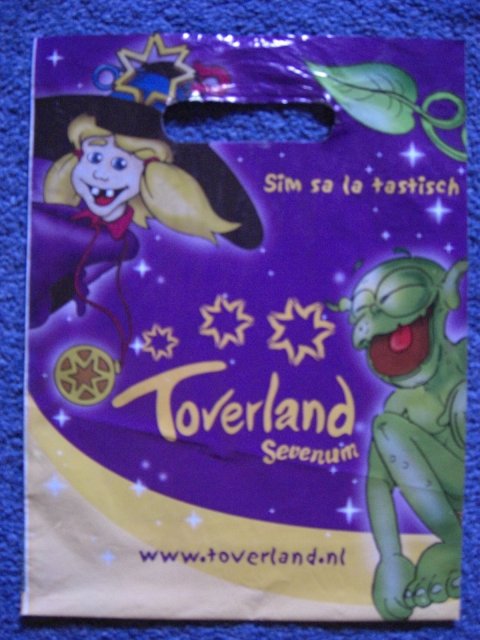 Sim sa la tastisch
Toverland
Sevenum
www.toverland.nl